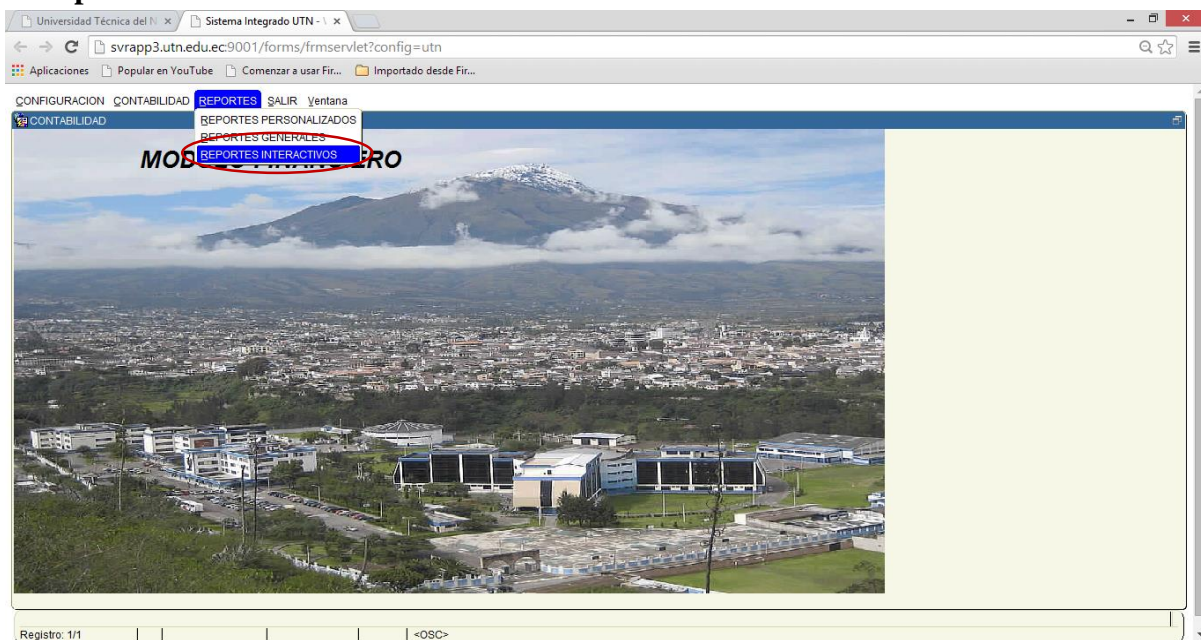 Universidad Técnica del N
Sistema Integrado UTN - \
svrapp3.utn.edu.ec:9001/forms/frmservlet?config=utn
Aplicaciones Popular en YouTube Comenzar a usar Fir... Importado desde Fir...
CONFIGURACION CONTABILIDAD REPORTES SALIR Ventana
CONTABILIDAD
REPORTES PERSONALIZADOS
REPORTES GENERALES
REPORTES INTERACTIVOS
Registro: 1/1 <OSC>